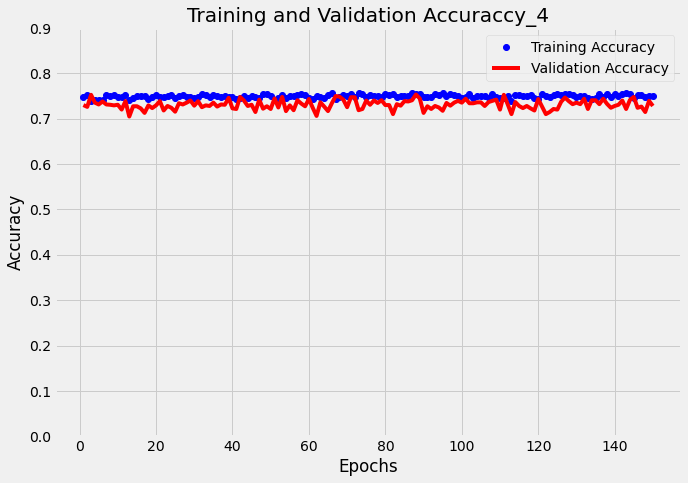 Training and Validation Accuraccy_4
Training Accuracy
Validation Accuracy
0.9
0.8
0.7
0.6
0.5
0.4
0.3
0.2
0.1
0.0
Accuracy
0 20 40 60 80 100 120 140
Epochs